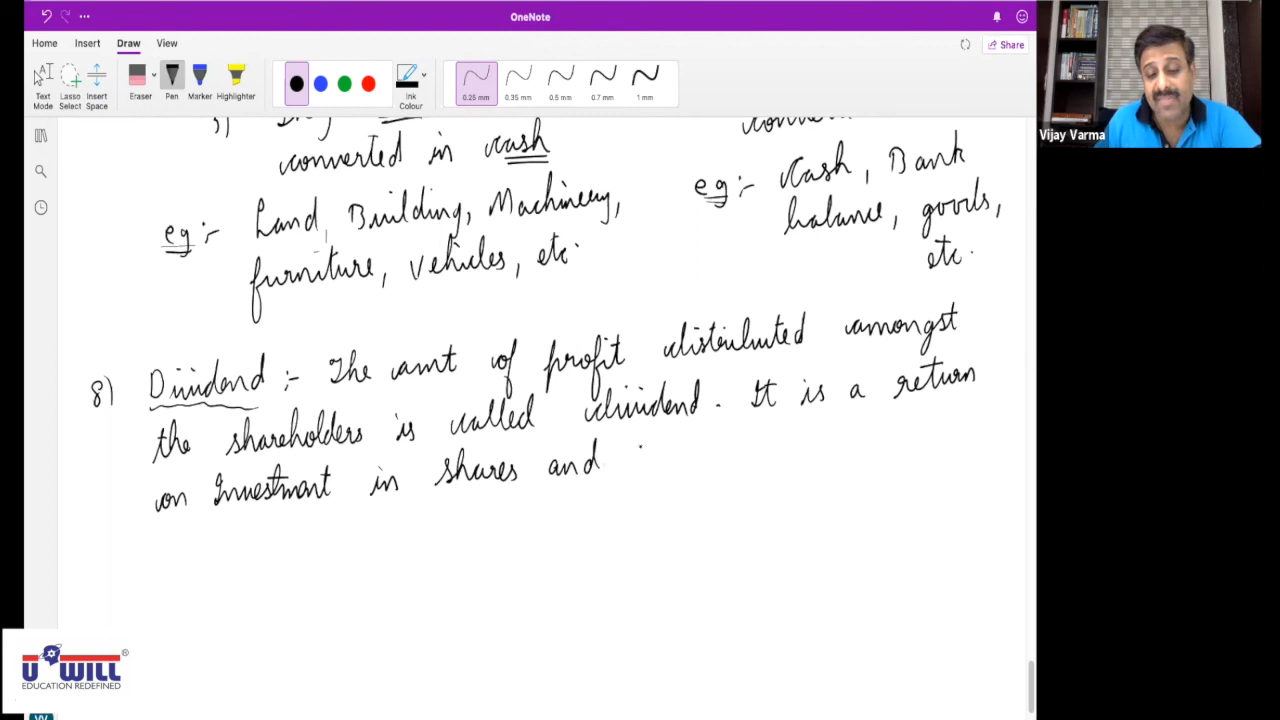 OneNote
Home Insert Draw View
Share
Text Mode
Lasso Select
Insert Space
Eraser
Pen
Marker
Highlighter
Ink Colour
0.25 mm
0.35 mm
0.5 mm
0.7 mm
1 mm
Vijay Varma
converted in cash
eg :- Land, Building, Machinery,
furniture, vehicles, etc.
eg :- Cash, Bank
balance, goods,
etc.
8) Dividend :- The amt of profit distributed amongst
the shareholders is called dividend. It is a return
on Investment in shares and
U WILL
EDUCATION REDEFINED
VV